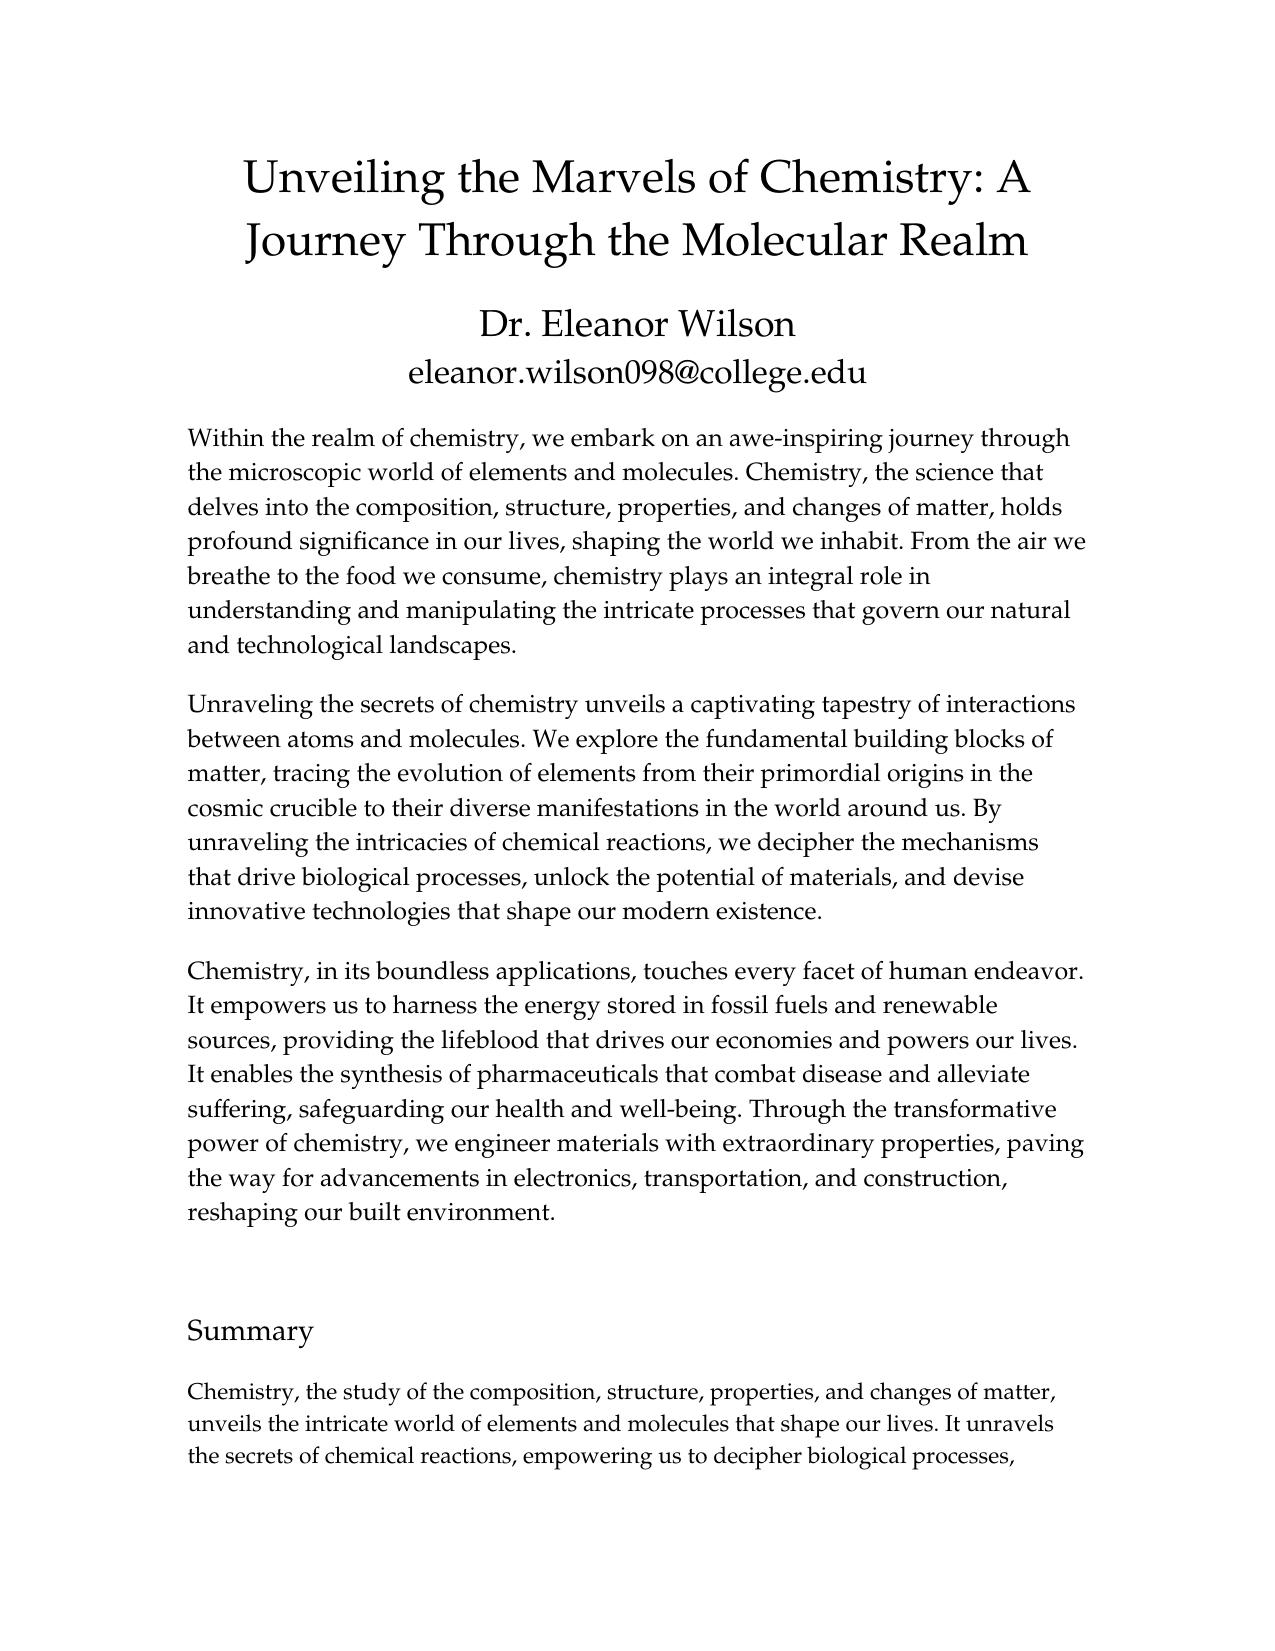 Unveiling the Marvels of Chemistry: A
Journey Through the Molecular Realm
Dr. Eleanor Wilson
eleanor.wilson098@college.edu
Within the realm of chemistry, we embark on an awe-inspiring journey through
the microscopic world of elements and molecules. Chemistry, the science that
delves into the composition, structure, properties, and changes of matter, holds
profound significance in our lives, shaping the world we inhabit. From the air we
breathe to the food we consume, chemistry plays an integral role in
understanding and manipulating the intricate processes that govern our natural
and technological landscapes.
Unraveling the secrets of chemistry unveils a captivating tapestry of interactions
between atoms and molecules. We explore the fundamental building blocks of
matter, tracing the evolution of elements from their primordial origins in the
cosmic crucible to their diverse manifestations in the world around us. By
unraveling the intricacies of chemical reactions, we decipher the mechanisms
that drive biological processes, unlock the potential of materials, and devise
innovative technologies that shape our modern existence.
Chemistry, in its boundless applications, touches every facet of human endeavor.
It empowers us to harness the energy stored in fossil fuels and renewable
sources, providing the lifeblood that drives our economies and powers our lives.
It enables the synthesis of pharmaceuticals that combat disease and alleviate
suffering, safeguarding our health and well-being. Through the transformative
power of chemistry, we engineer materials with extraordinary properties, paving
the way for advancements in electronics, transportation, and construction,
reshaping our built environment.
Summary
Chemistry, the study of the composition, structure, properties, and changes of matter,
unveils the intricate world of elements and molecules that shape our lives. It unravels
the secrets of chemical reactions, empowering us to decipher biological processes,